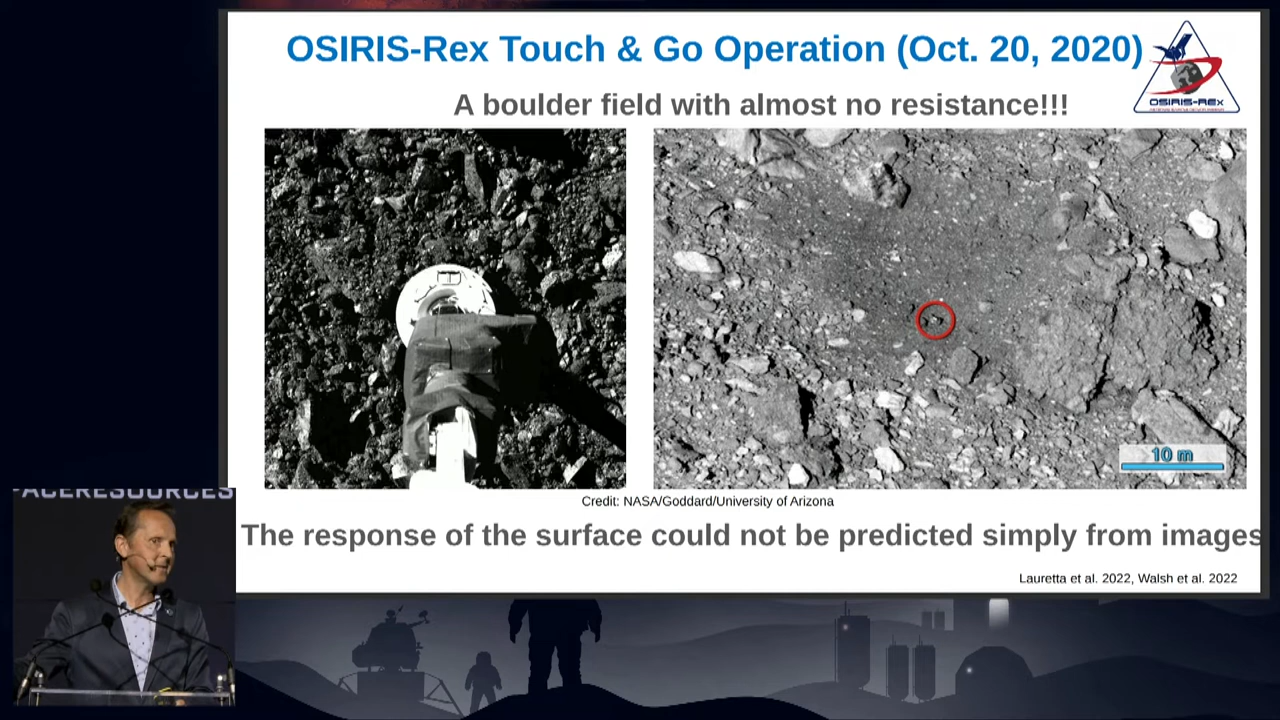 OSIRIS-Rex Touch & Go Operation (Oct. 20, 2020)
OSIRIS-REx
A boulder field with almost no resistance!!!
10 m
Credit: NASA/Goddard/University of Arizona
ACERESOURCES
The response of the surface could not be predicted simply from images
Lauretta et al. 2022, Walsh et al. 2022